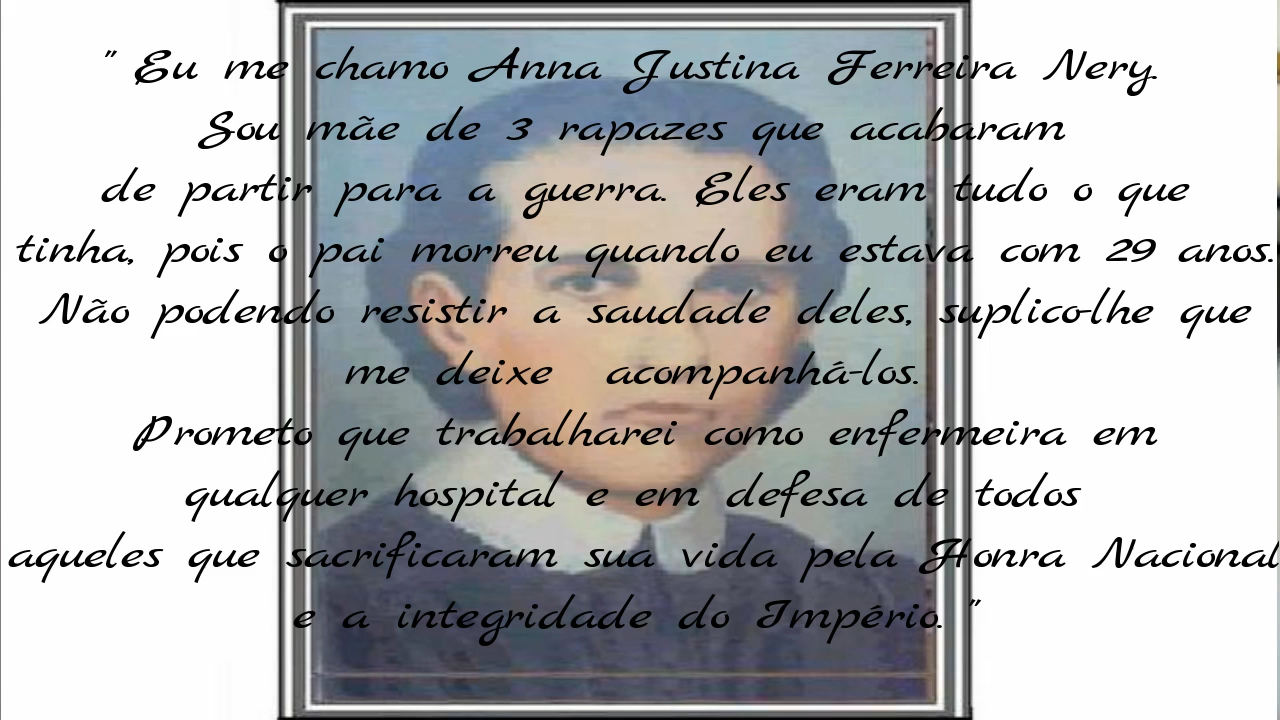 " Eu me chamo Anna Justina Ferreira Nery.
Sou mãe de 3 rapazes que acabaram
de partir para a guerra. Eles eram tudo o que
tinha, pois o pai morreu quando eu estava com 29 anos.
Não podendo resistir a saudade deles, suplico-lhe que
me deixe acompanhá-los.
Prometo que trabalharei como enfermeira em
qualquer hospital e em defesa de todos
aqueles que sacrificaram sua vida pela Honra Nacional
e a integridade do Império. "